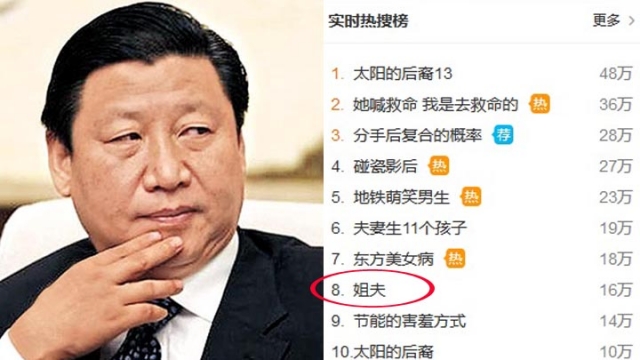 实时热搜榜 更多 >
1. 太阳的后裔13 48万
2. 她喊救命 我是去救命的 热 36万
3. 分手后复合的概率 荐 28万
4. 碰瓷影后 热 27万
5. 地铁萌笑男生 热 23万
6. 夫妻生11个孩子 19万
7. 东方美女病 热 18万
8. 姐夫 16万
9. 节能的害羞方式 14万
10. 太阳的后裔 10万